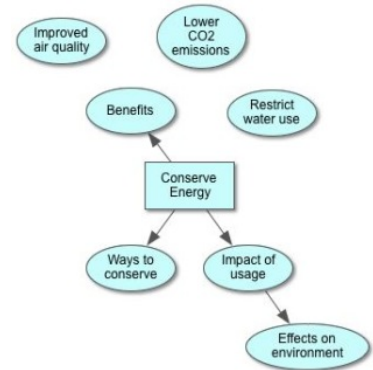 Improved
air quality
Lower
CO2
emissions
Benefits
Restrict
water use
Conserve
Energy
Ways to
conserve
Impact of
usage
Effects on
environment